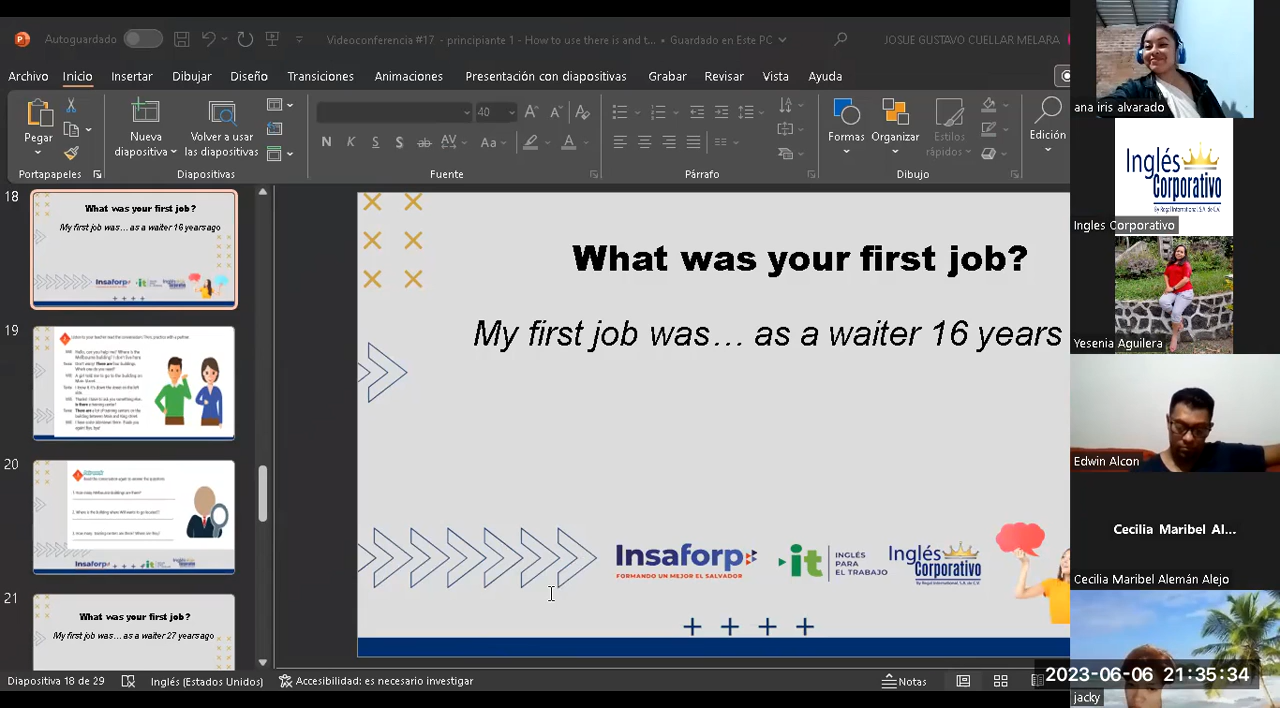 Autoguardado
Videoconferencia #17 - Principiante 1 - How to use there is and t... • Guardado en este PC
JOSUE GUSTAVO CUELLAR MELARA
Archivo Inicio Insertar Dibujar Diseño Transiciones Animaciones Presentación con diapositivas Grabar Revisar Vista Ayuda
40
Pegar
Nueva diapositiva
Volver a usar las diapositivas
Formas
Organizar
Estilos rápidos
Edición
Portapapeles
Diapositivas
Fuente
Párrafo
Dibujo
18
What was your first job?
My first job was... as a waiter 16 years ago
19
20
21
What was your first job?
My first job was... as a waiter 27 years ago
What was your first job?
My first job was... as a waiter 16 years
Insaforp
FORMANDO UN MEJOR EL SALVADOR
it
INGLÉS
PARA
EL TRABAJO
Inglés
Corporativo
Diapositiva 18 de 29
Inglés (Estados Unidos)
Accesibilidad: es necesario investigar
Notas
ana iris alvarado
Inglés
Corporativo
By Regal International, S.A. de C.V.
Ingles Corporativo
Yesenia Aguilera
Edwin Alcon
Cecilia Maribel Al...
Cecilia Maribel Alemán Alejo
2023-06-06 21:35:34
jacky